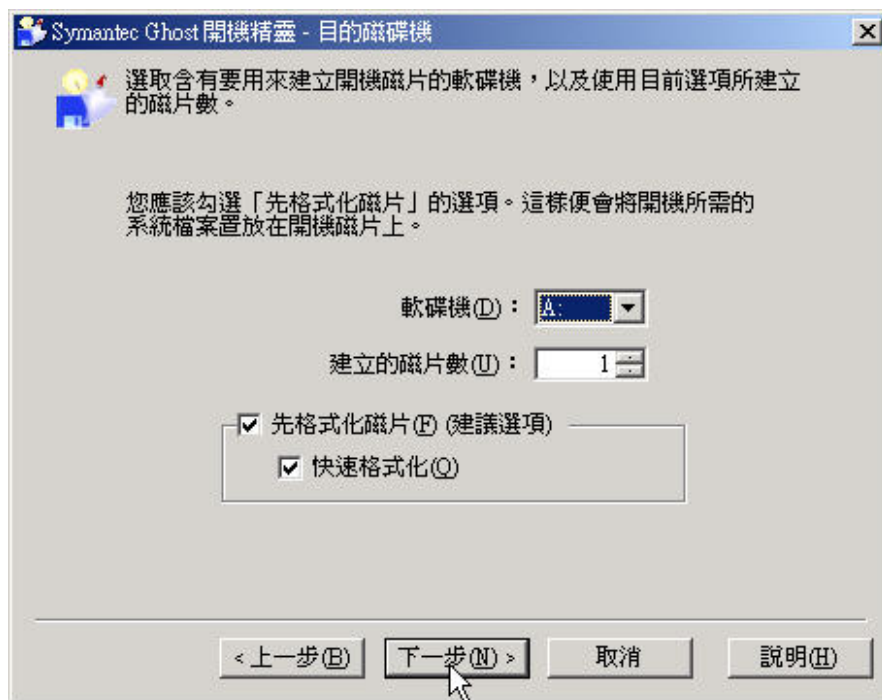 Symantec Ghost 開機精靈 - 目的磁碟機
選取含有要用來建立開機磁片的軟碟機，以及使用目前選項所建立
的磁片數。
您應該勾選「先格式化磁片」的選項。這樣便會將開機所需的
系統檔案置放在開機磁片上。
軟碟機(D)： A:
建立的磁片數(U)： 1
先格式化磁片(F) (建議選項)
快速格式化(Q)
< 上一步(B) 下一步(N) > 取消 說明(H)